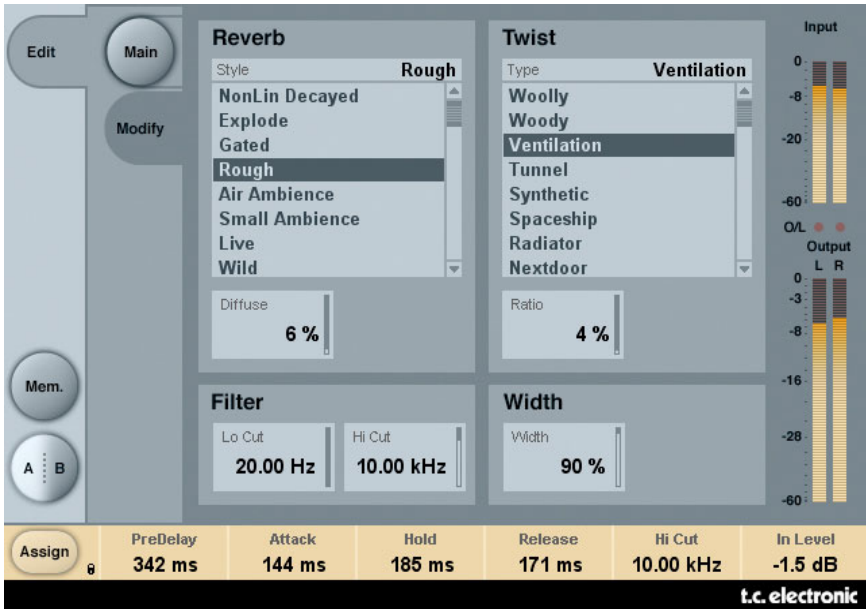 Edit
Main
Modify
Mem.
A B
Reverb
Style Rough
NonLin Decayed
Explode
Gated
Rough
Air Ambience
Small Ambience
Live
Wild
Diffuse
6 %
Twist
Type Ventilation
Woolly
Woody
Ventilation
Tunnel
Synthetic
Spaceship
Radiator
Nextdoor
Ratio
4 %
Filter
Lo Cut
20.00 Hz
Hi Cut
10.00 kHz
Width
Width
90 %
Input
0
-8
-20
-60
O/L
Output
L R
0
-3
-8
-16
-28
-60
Assign
PreDelay
342 ms
Attack
144 ms
Hold
185 ms
Release
171 ms
Hi Cut
10.00 kHz
In Level
-1.5 dB
t.c. electronic